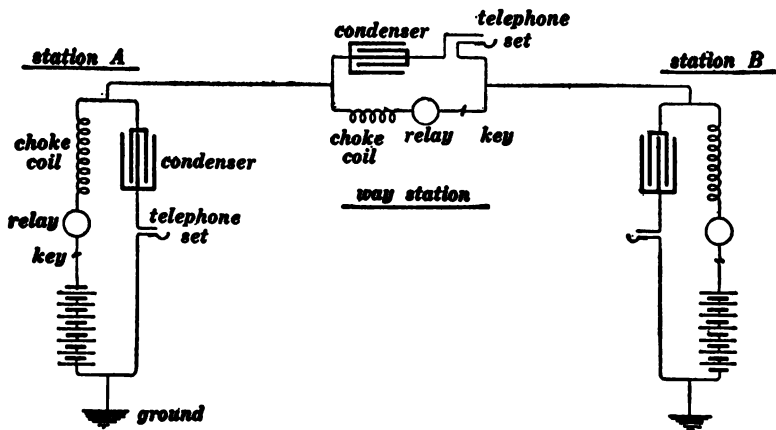 station A
choke
coil
condenser
relay
telephone
set
key
ground
condenser
telephone
set
choke
coil
relay
key
way station
station B